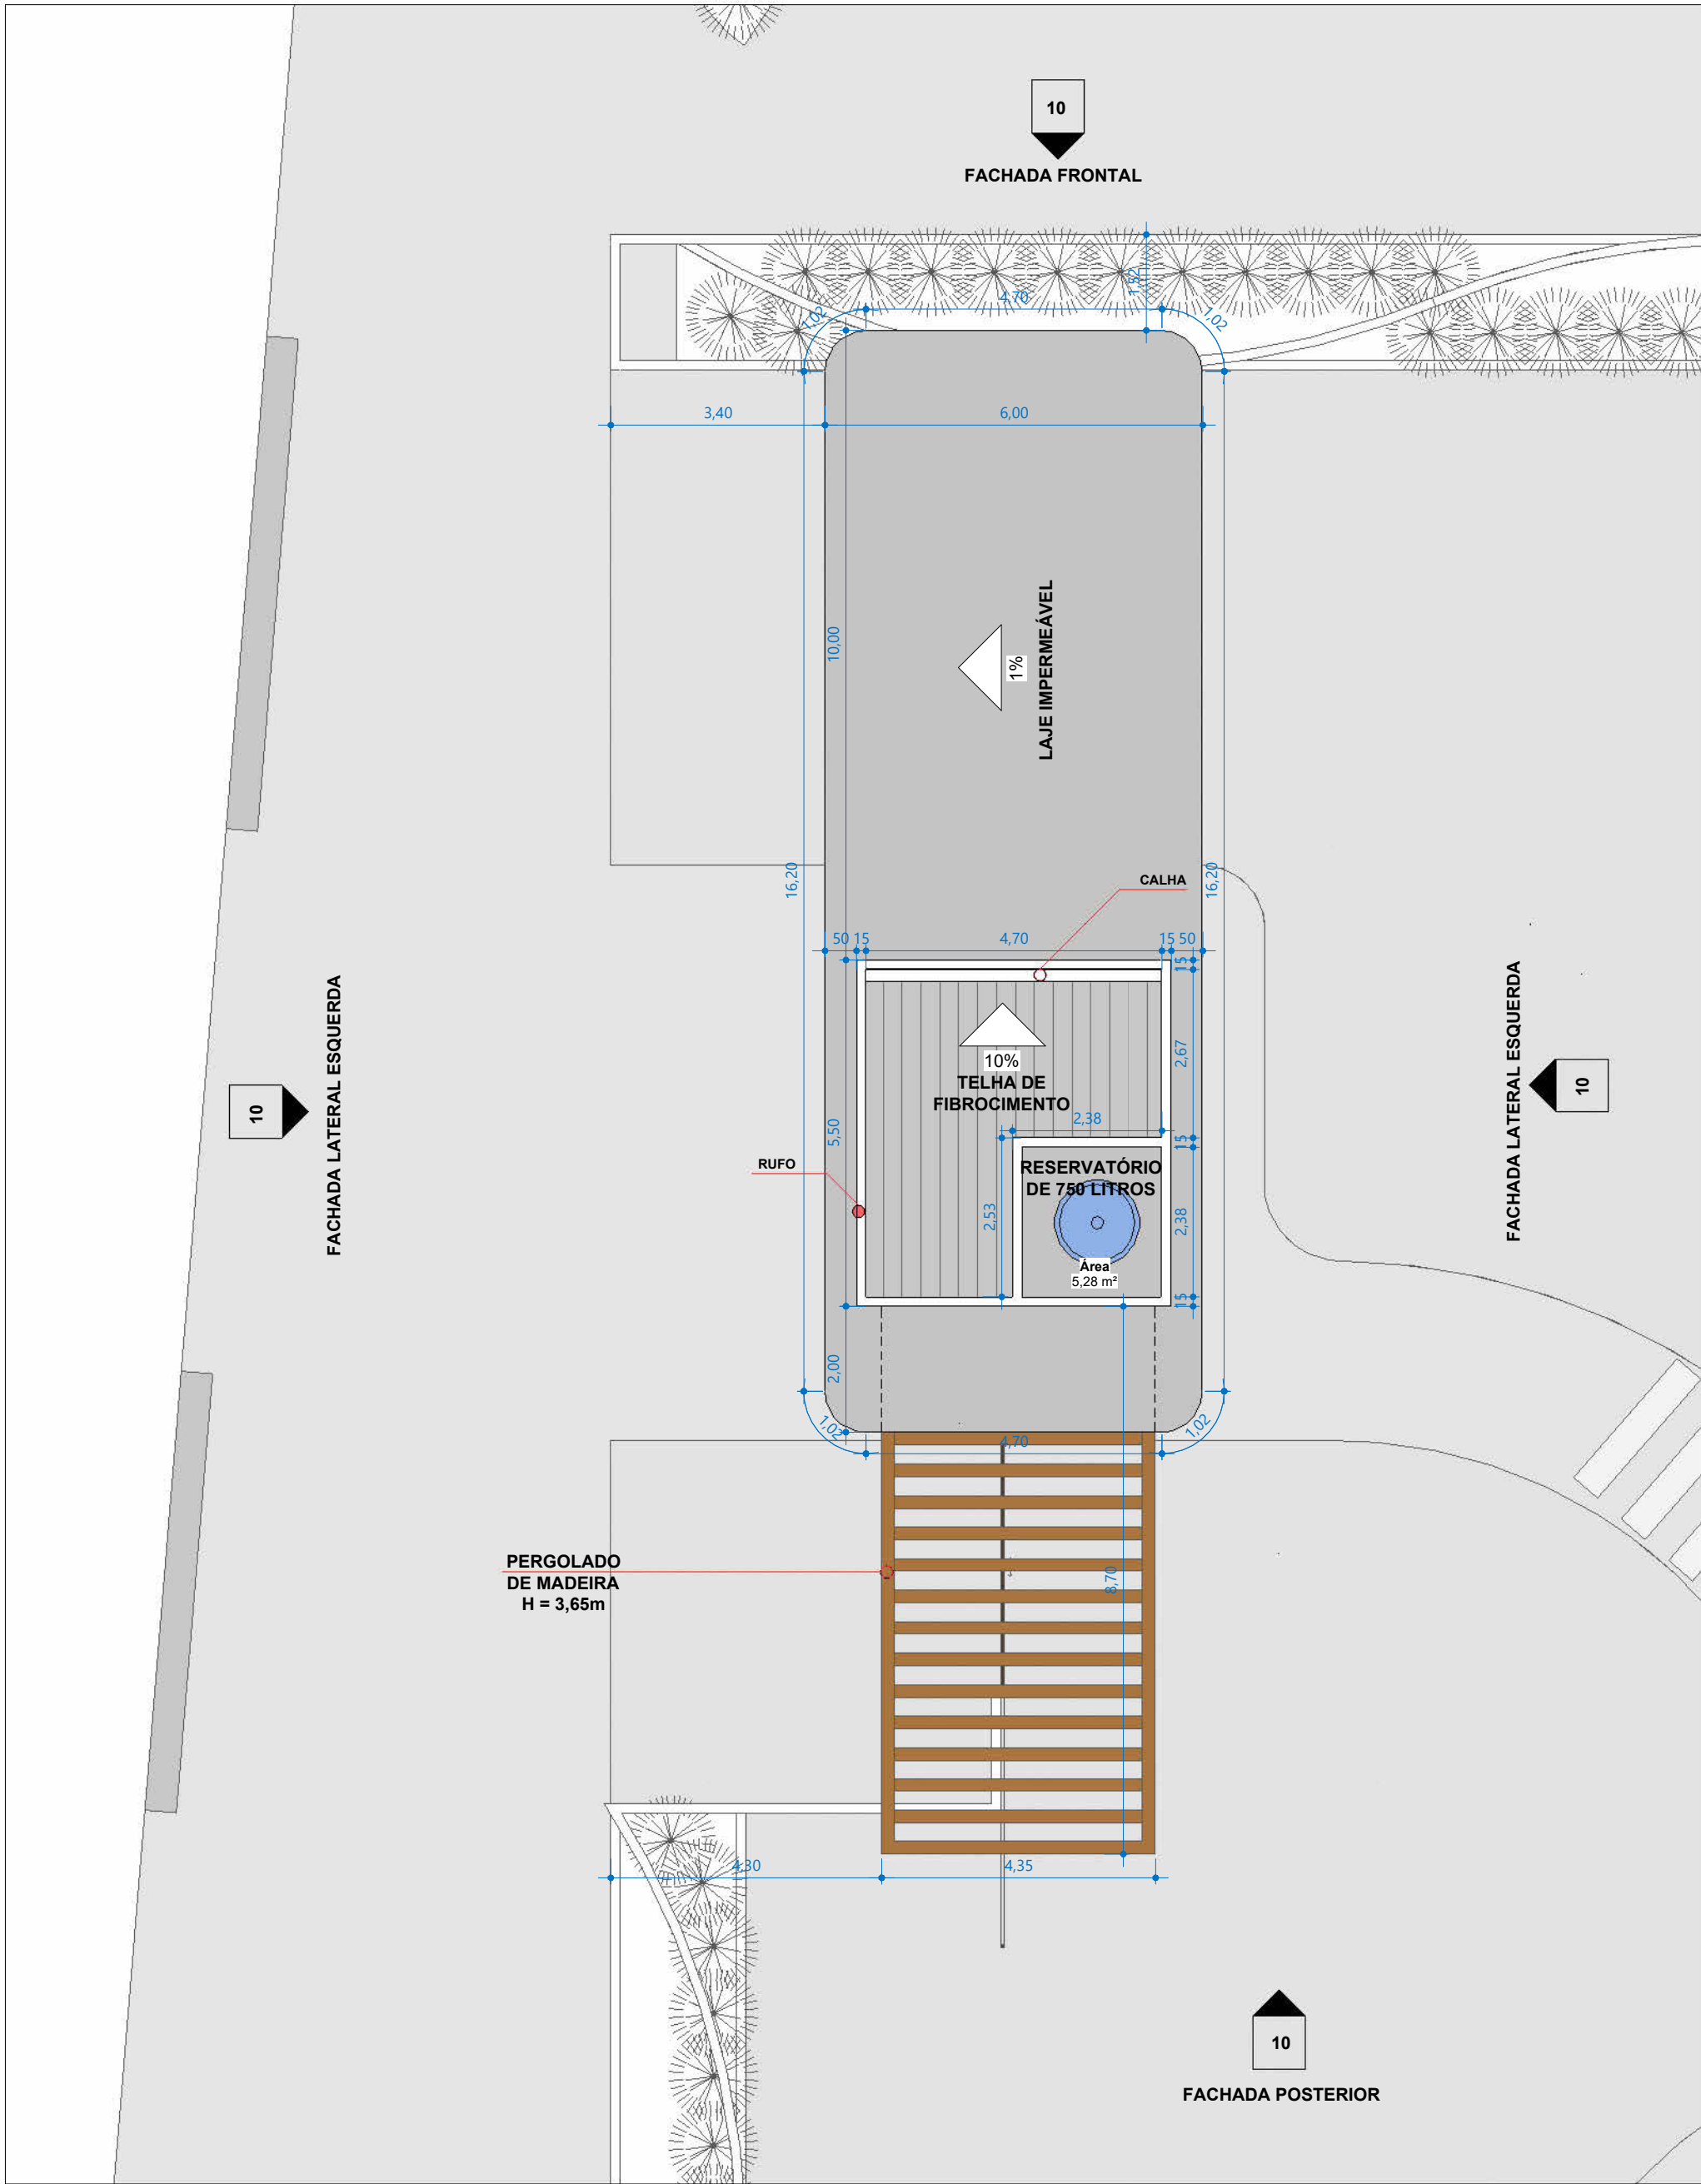 10
FACHADA FRONTAL
1,52
4,70
1,02
1,02
3,40
6,00
10,00
1%
LAJE IMPERMEÁVEL
16,20
16,20
CALHA
50
15
4,70
15
50
15
10%
TELHA DE
FIBROCIMENTO
2,67
2,38
5,50
15
RUFO
RESERVATÓRIO
DE 750 LITROS
2,53
2,38
Área
5,28 m²
15
FACHADA LATERAL ESQUERDA
10
FACHADA LATERAL ESQUERDA
10
2,00
1,02
4,70
1,02
PERGOLADO
DE MADEIRA
H = 3,65m
8,70
4,30
4,35
10
FACHADA POSTERIOR